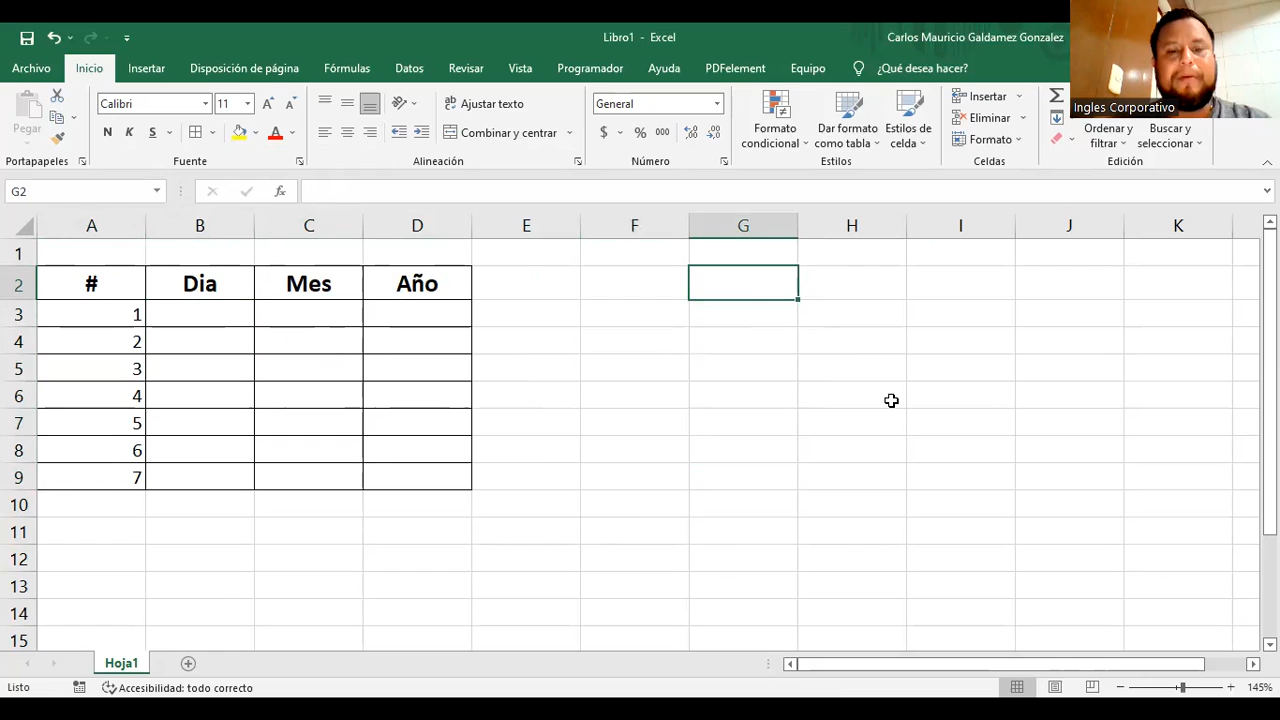 Libro1 - Excel
Carlos Mauricio Galdamez Gonzalez
Archivo Inicio Insertar Disposición de página Fórmulas Datos Revisar Vista Programador Ayuda PDFelement Equipo ¿Qué desea hacer?
Ingles Corporativo
Pegar
Calibri 11
N K S
Ajustar texto
Combinar y centrar
General
$ % 000
Formato condicional
Dar formato como tabla
Estilos de celda
Insertar
Eliminar
Formato
Ordenar y filtrar
Buscar y seleccionar
Portapapeles Fuente Alineación Número Estilos Celdas Edición
G2 fx
A B C D E F G H I J K
1
2 # Dia Mes Año
3 1
4 2
5 3
6 4
7 5
8 6
9 7
10
11
12
13
14
15
Hoja1
Listo Accesibilidad: todo correcto 145%